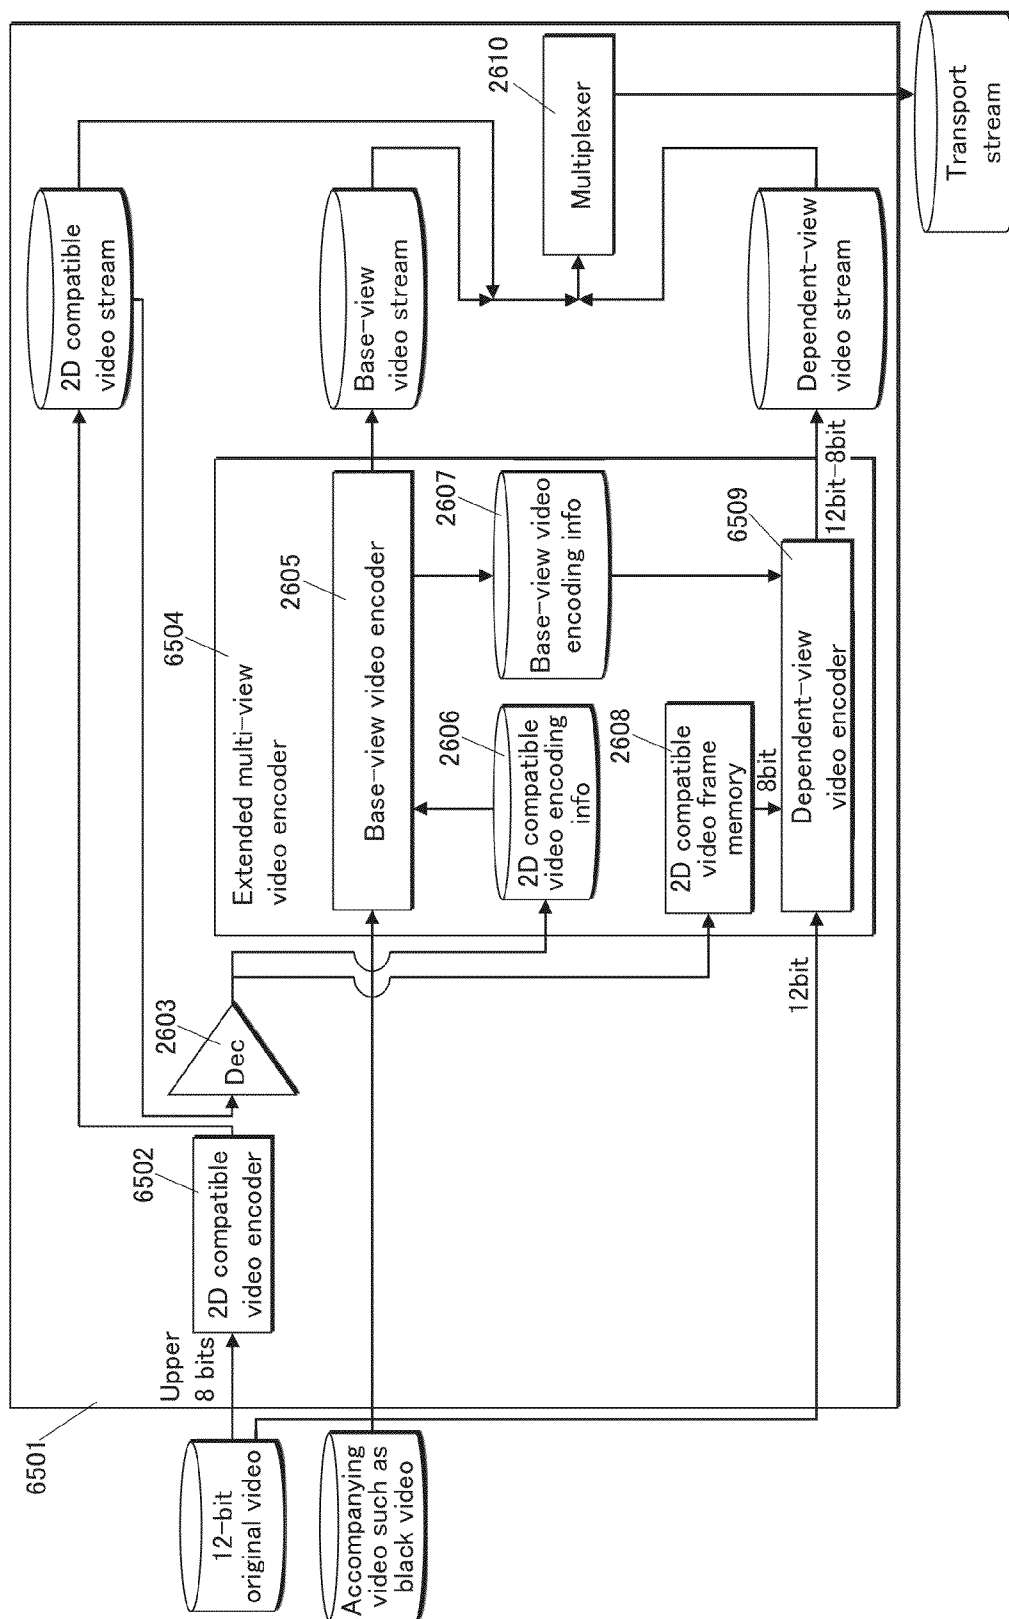 6501
12-bit
original video
Accompanying
video such as
black video
Upper
8 bits
6502
2D compatible
video encoder
2603
Dec
12bit
6504
Extended multi-view
video encoder
2605
Base-view video encoder
2606
2D compatible
video encoding
info
2607
Base-view video
encoding info
2608
2D compatible
video frame
memory
8bit
6509
Dependent-view
video encoder
12bit-8bit
2D compatible
video stream
Base-view
video stream
Dependent-view
video stream
2610
Multiplexer
Transport
stream